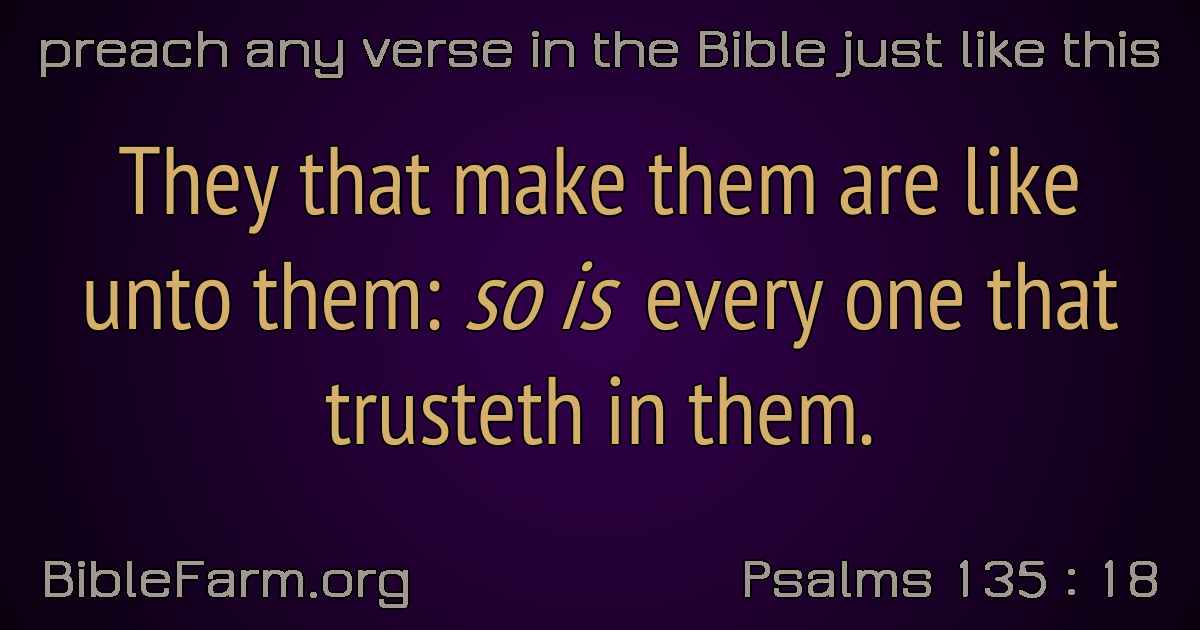 preach any verse in the Bible just like this
They that make them are like
unto them: so is every one that
trusteth in them.
BibleFarm.org
Psalms 135 : 18